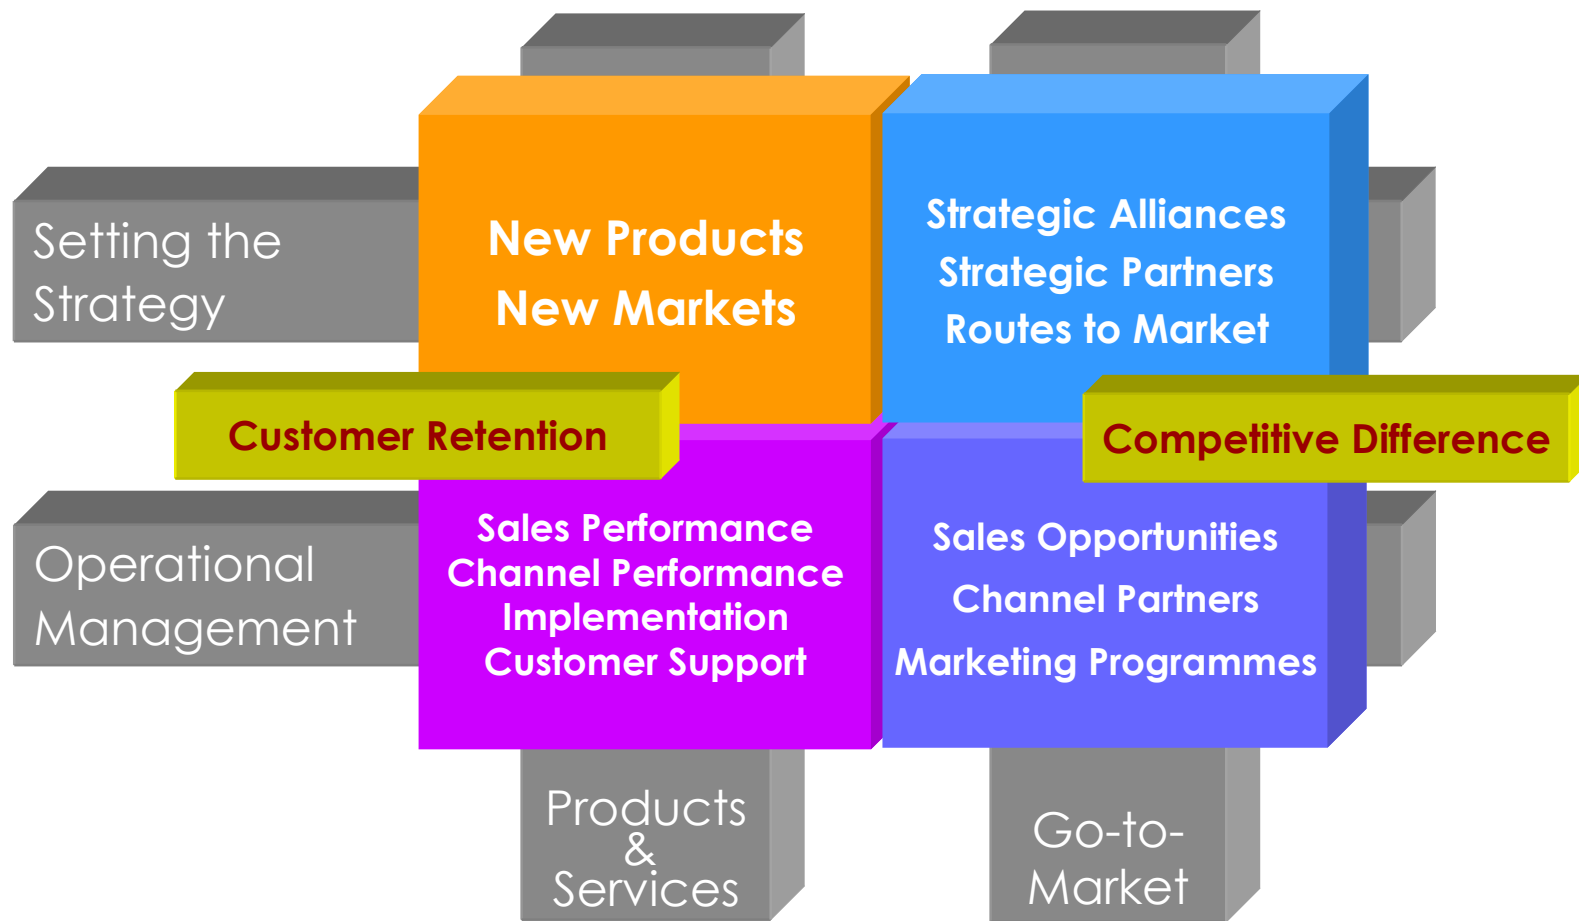 Setting the
Strategy
New Products
New Markets
Strategic Alliances
Strategic Partners
Routes to Market
Customer Retention
Competitive Difference
Operational
Management
Sales Performance
Channel Performance
Implementation
Customer Support
Sales Opportunities
Channel Partners
Marketing Programmes
Products
&
Services
Go-to-
Market